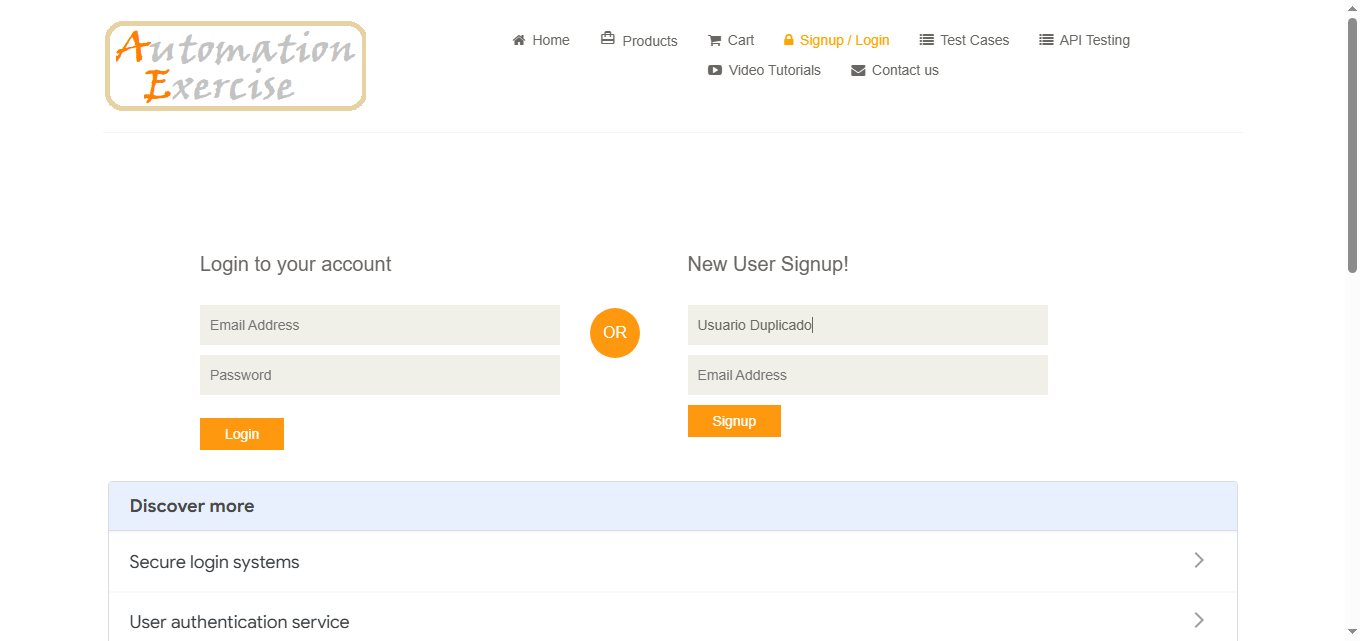 Automation
Exercise
Home Products Cart Signup / Login Test Cases API Testing
Video Tutorials Contact us
Login to your account
Email Address
Password
Login
OR
New User Signup!
Usuario Duplicado
Email Address
Signup
Discover more
Secure login systems
User authentication service